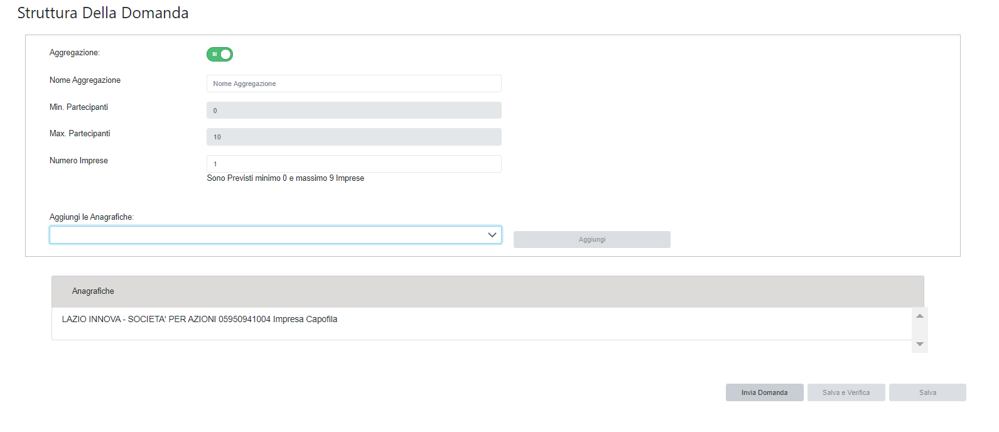 Struttura Della Domanda
Aggregazione:
SI
Nome Aggregazione
Nome Aggregazione
Min. Partecipanti
0
Max. Partecipanti
10
Numero Imprese
1
Sono Previsti minimo 0 e massimo 9 Imprese
Aggiungi le Anagrafiche:
Aggiungi
Anagrafiche
LAZIO INNOVA - SOCIETA' PER AZIONI 05950941004 Impresa Capofila
Invia Domanda
Salva e Verifica
Salva